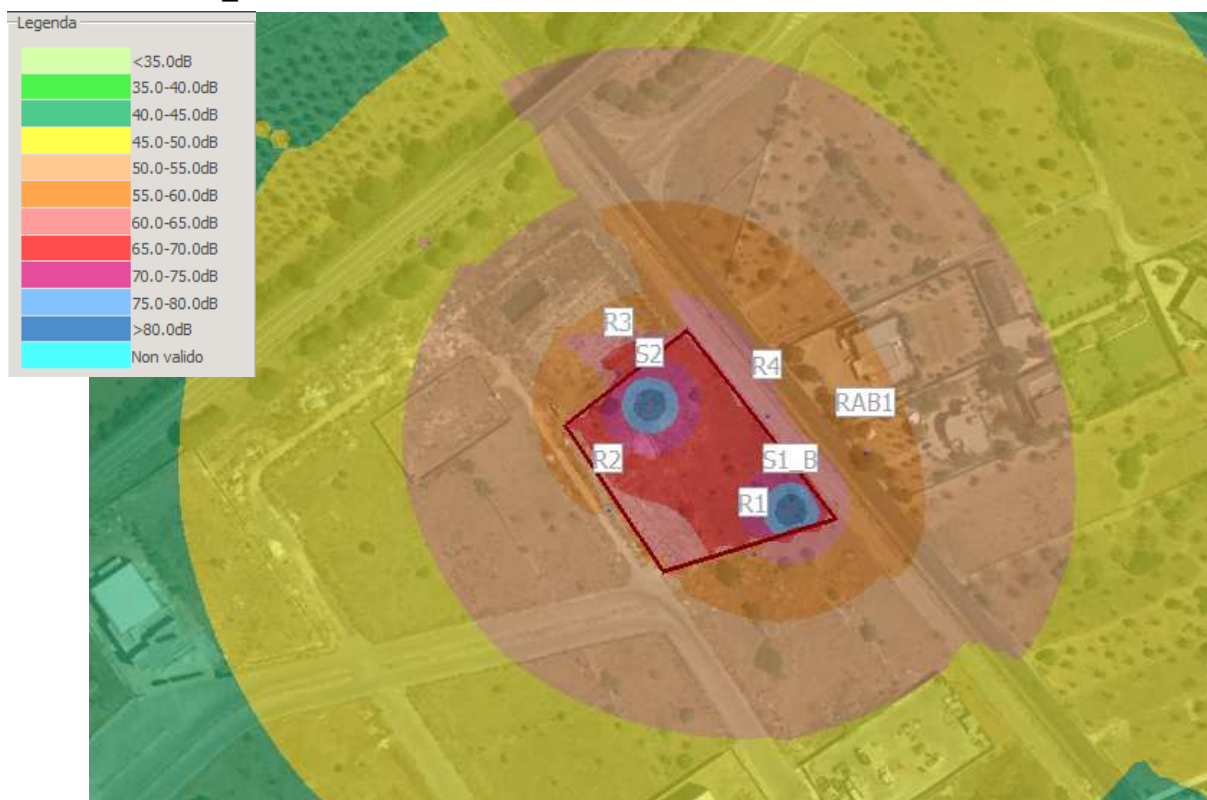 Legenda
<35.0dB
35.0-40.0dB
40.0-45.0dB
45.0-50.0dB
50.0-55.0dB
55.0-60.0dB
60.0-65.0dB
65.0-70.0dB
70.0-75.0dB
75.0-80.0dB
>80.0dB
Non valido
R3
S2
R4
RAB1
R2
S1_B
R1